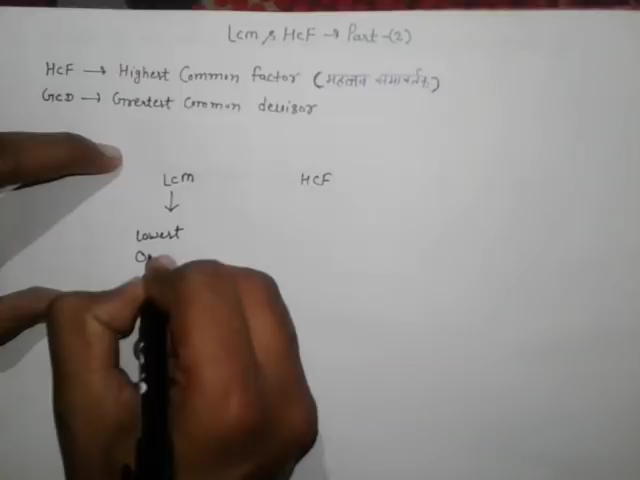 Lcm & HcF → Part-(2)
HcF → Highest Common factor (महत्तम समापवर्तक)
GCD → Greatest Common devisor
Lcm HcF
↓
Lowest